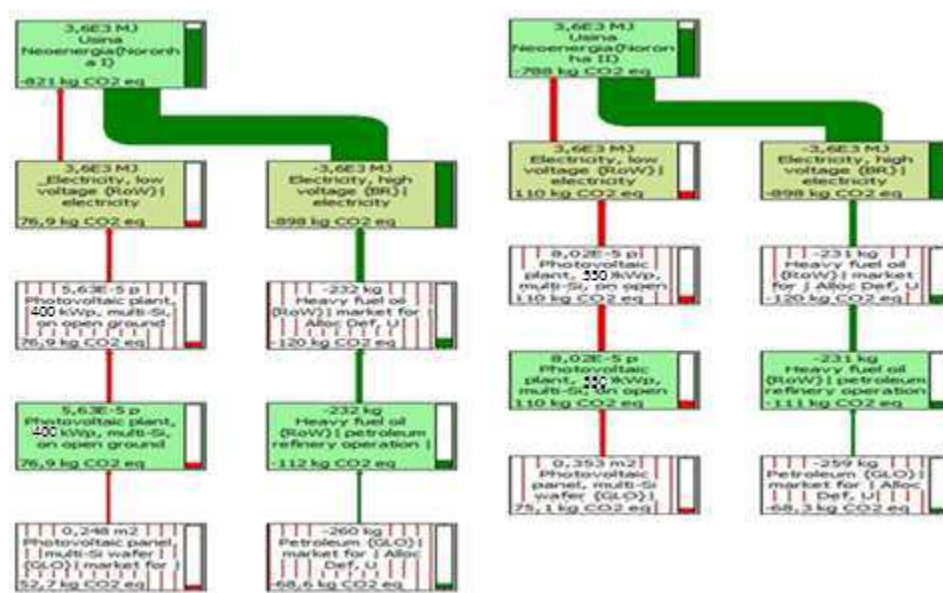 3,6E3 MJ
Usina
Neoenergia(Noronh
a I)
-821 kg CO2 eq
3,6E3 MJ
_Electricity, low
voltage (RoW)|
electricity
76,9 kg CO2 eq
-3,6E3 MJ
Electricity, high
voltage (BR)|
electricity
-898 kg CO2 eq
5,63E-5 p
Photovoltaic plant,
400 kWp, multi-Si,
on open ground
76,9 kg CO2 eq
-232 kg
Heavy fuel oil
(RoW)| market for |
Alloc Def, U
-120 kg CO2 eq
5,63E-5 p
Photovoltaic plant,
400 kWp, multi-Si,
on open ground
76,9 kg CO2 eq
-232 kg
Heavy fuel oil
(RoW)| petroleum
refinery operation |
-112 kg CO2 eq
0,248 m2
Photovoltaic panel,
multi-Si wafer
(GLO)| market for |
52,7 kg CO2 eq
-260 kg
Petroleum (GLO)|
market for | Alloc
Def, U
-68,6 kg CO2 eq
3,6E3 MJ
Usina
Neoenergia(Noron
ha II)
-788 kg CO2 eq
3,6E3 MJ
Electricity, low
voltage (RoW)|
electricity
110 kg CO2 eq
-3,6E3 MJ
Electricity, high
voltage (BR)|
electricity
-898 kg CO2 eq
8,02E-5 p
Photovoltaic
plant, kWp,
multi-Si, on open
110 kg CO2 eq
-231 kg
Heavy fuel oil
(RoW)| market
for | Alloc Def, U
-120 kg CO2 eq
8,02E-5 p
Photovoltaic
plant, kWp,
multi-Si, on open
110 kg CO2 eq
-231 kg
Heavy fuel oil
(RoW)| petroleum
refinery operation
-111 kg CO2 eq
0,353 m2
Photovoltaic
panel, multi-Si
wafer (GLO)|
75,1 kg CO2 eq
-259 kg
Petroleum (GLO)|
market for | Alloc
Def, U|
-68,3 kg CO2 eq